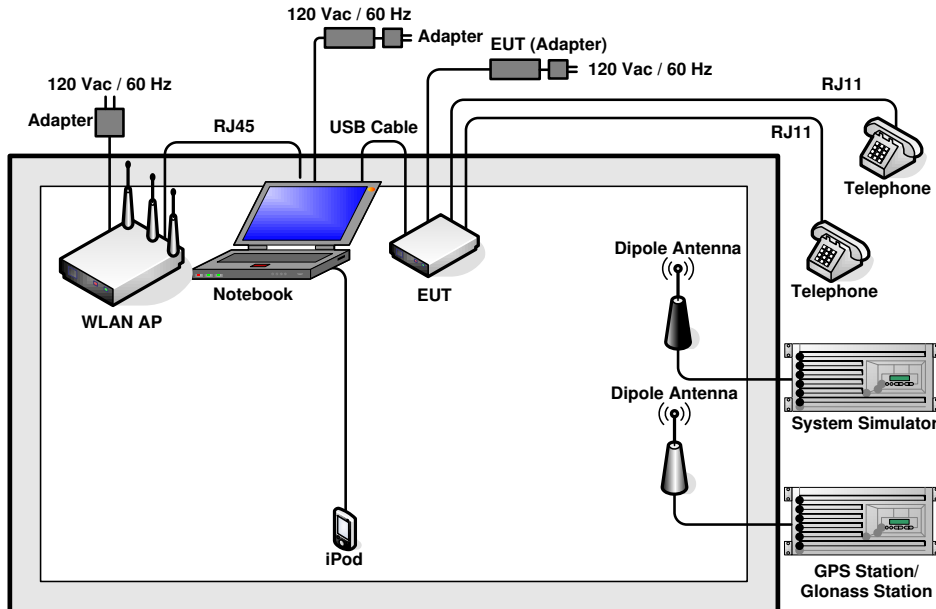 120 Vac / 60 Hz
Adapter
EUT (Adapter)
120 Vac / 60 Hz
120 Vac / 60 Hz
Adapter
RJ45
USB Cable
RJ11
RJ11
Telephone
Telephone
Dipole Antenna
Notebook
EUT
WLAN AP
Dipole Antenna
System Simulator
iPod
GPS Station/
Glonass Station